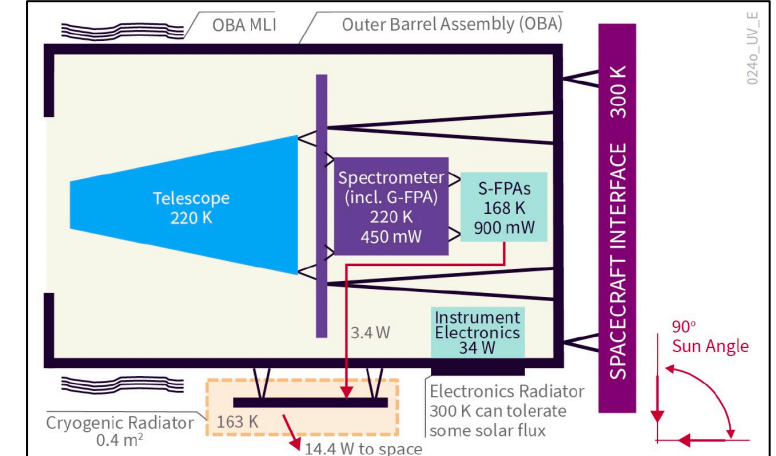 OBA MLI
Outer Barrel Assembly (OBA)
024o_UV_E
SPACECRAFT INTERFACE 300 K
Telescope
220 K
Spectrometer
(incl. G-FPA)
220 K
450 mW
S-FPAs
168 K
900 mW
3.4 W
Instrument
Electronics
34 W
90°
Sun Angle
Electronics Radiator
300 K can tolerate
some solar flux
Cryogenic Radiator
0.4 m²
163 K
14.4 W to space